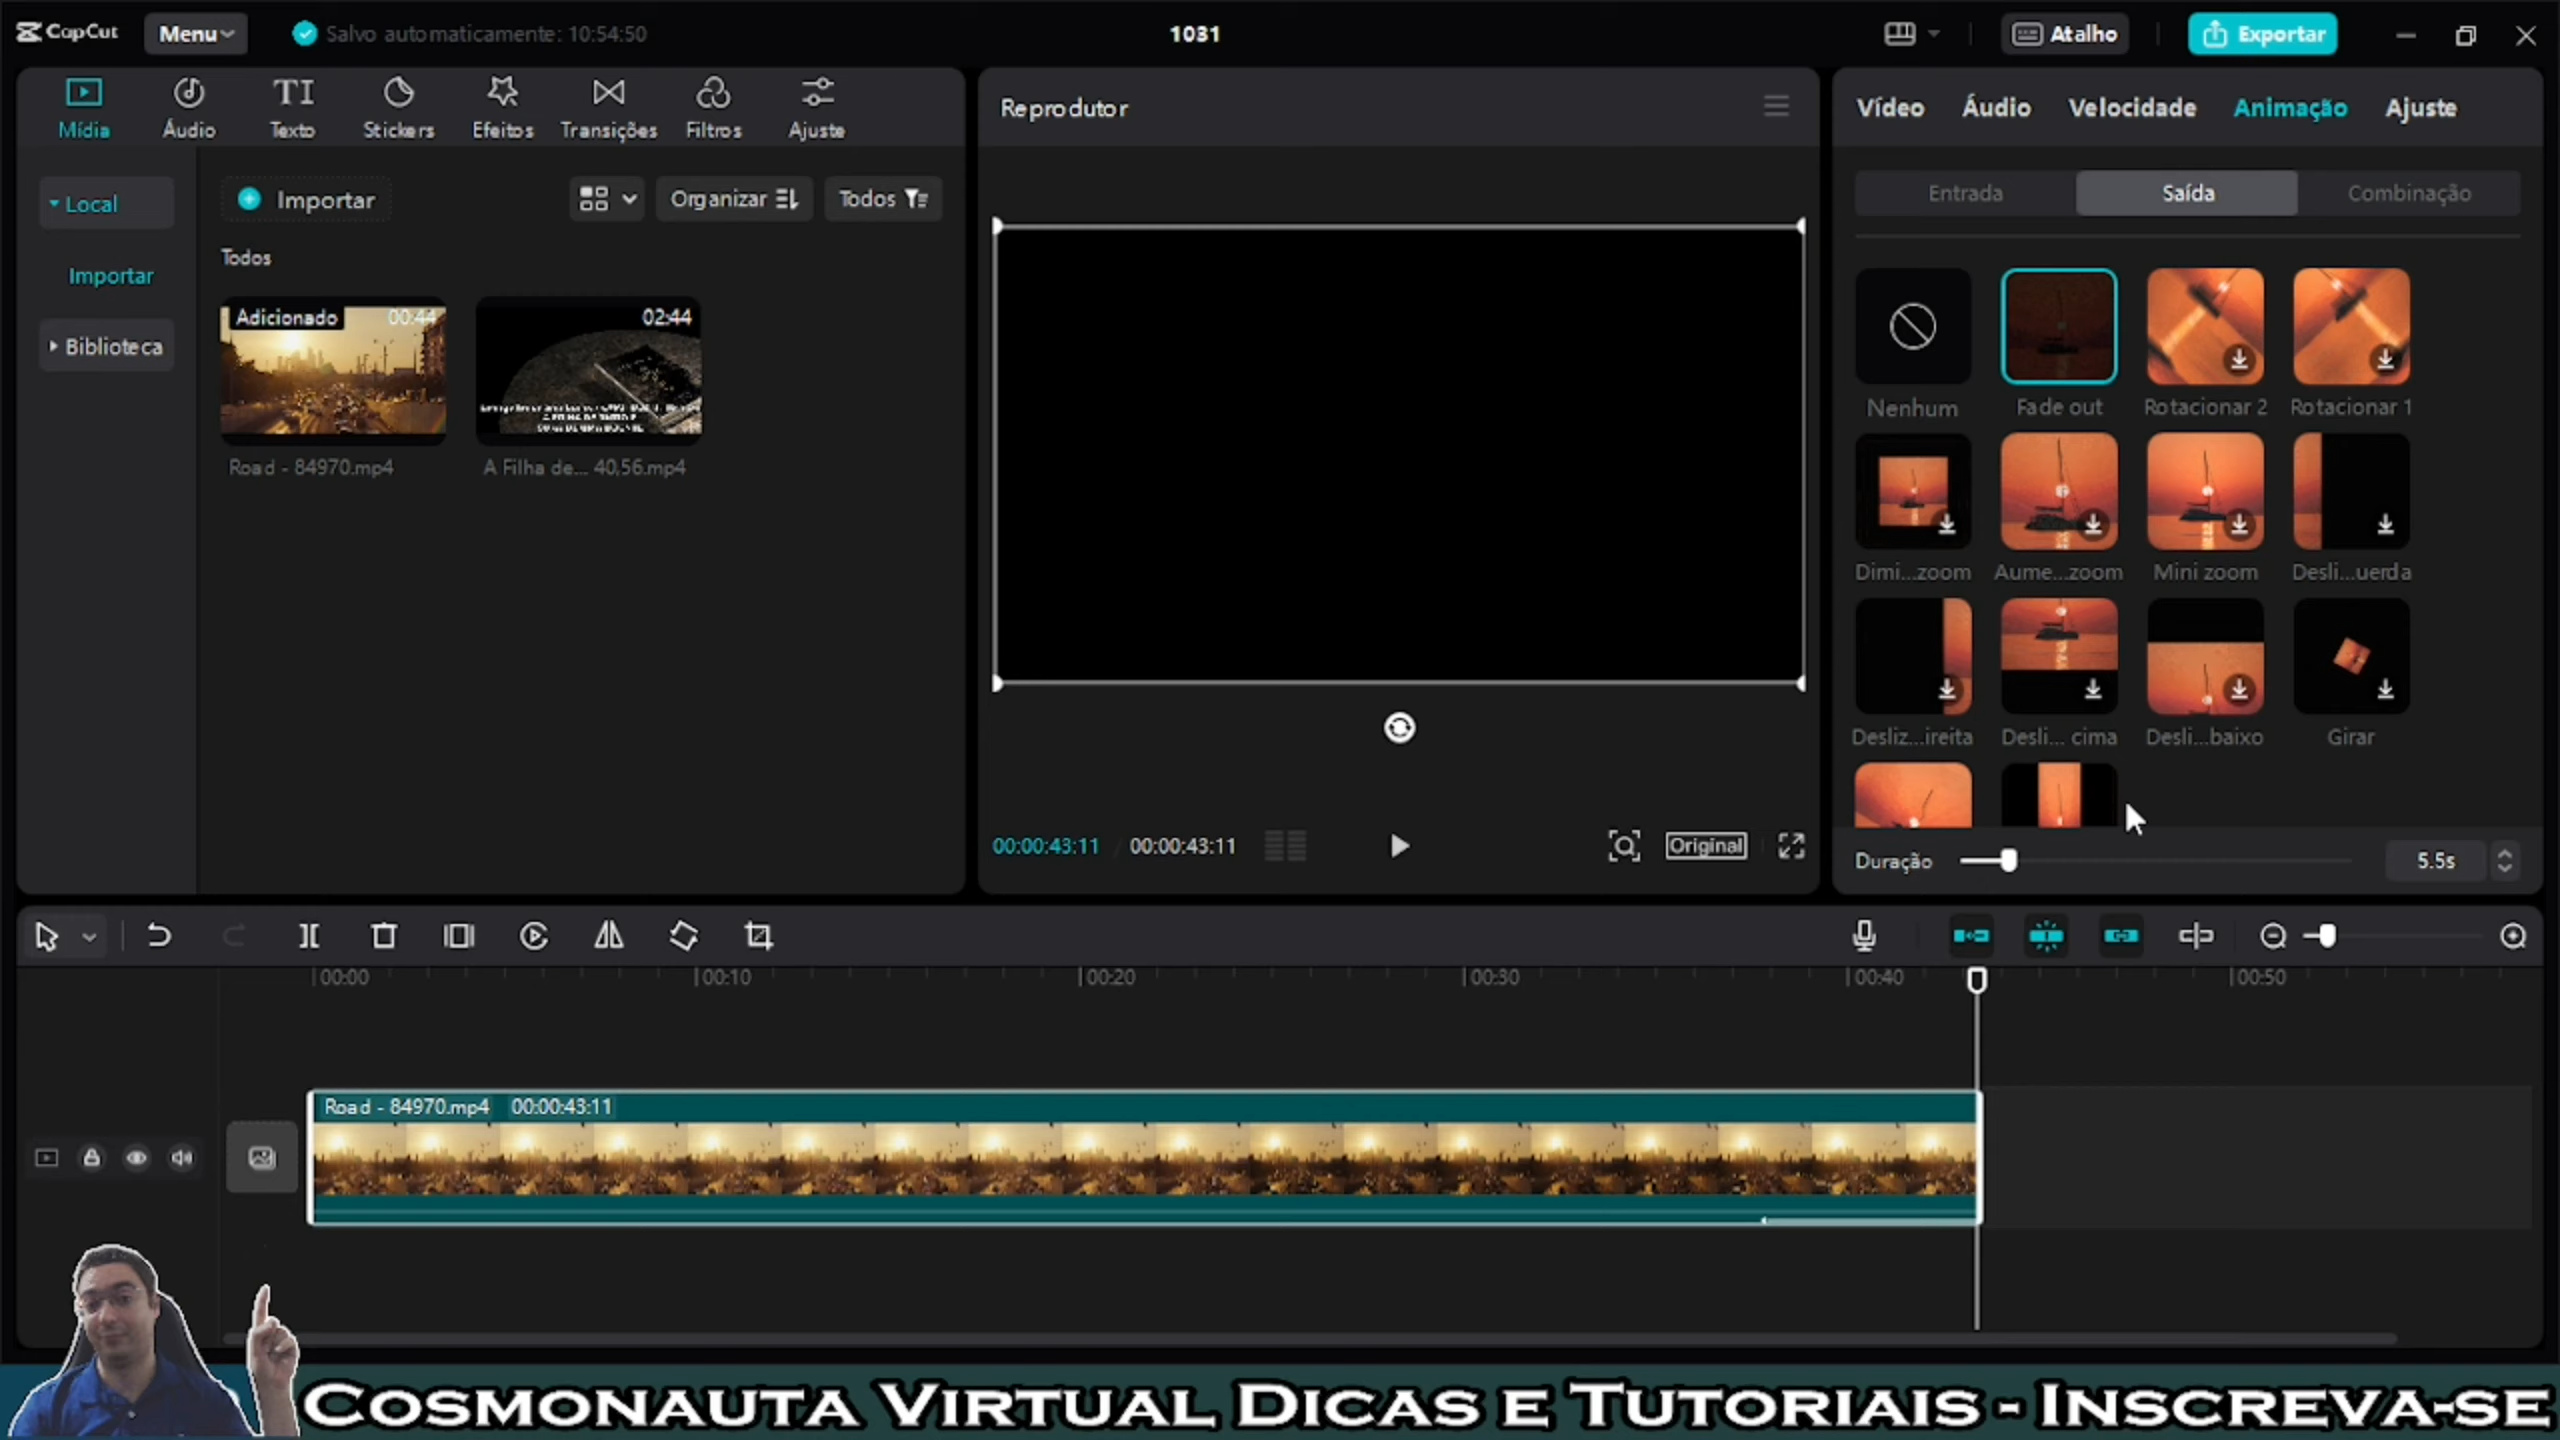 CapCut
Menu
Salvo automaticamente: 10:54:50
1031
Atalho
Exportar
Mídia
Áudio
Texto
Stickers
Efeitos
Transições
Filtros
Ajuste
Local
Importar
Biblioteca
Importar
Organizar
Todos
Todos
Adicionado
00:44
02:44
Road - 84970.mp4
A Filha de... 40,56.mp4
Reprodutor
00:00:43:11
00:00:43:11
Original
Vídeo
Áudio
Velocidade
Animação
Ajuste
Entrada
Saída
Combinação
Nenhum
Fade out
Rotacionar 2
Rotacionar 1
Dimi...zoom
Aume...zoom
Mini zoom
Desli...uerda
Desliz...ireita
Desli... cima
Desli...baixo
Girar
Duração
5.5s
00:00
00:10
00:20
00:30
00:40
00:50
Road - 84970.mp4 00:00:43:11
Cosmonauta Virtual Dicas e Tutoriais - Inscreva-se